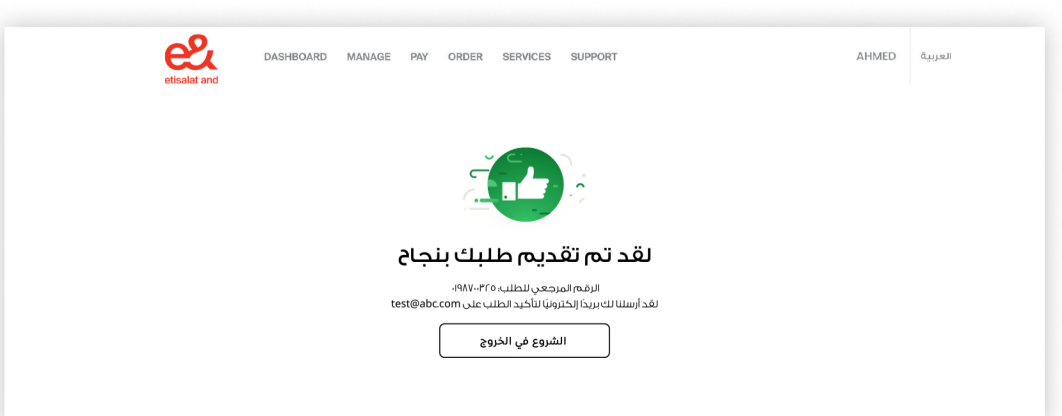 e&
etisalat and
DASHBOARD MANAGE PAY ORDER SERVICES SUPPORT AHMED العربية
لقد تم تقديم طلبك بنجاح
الرقم المرجعي للطلب: ٠١٩٨٧٠٠٣٢٥
لقد أرسلنا لك بريدًا إلكترونيًا لتأكيد الطلب على test@abc.com
الشروع في الخروج